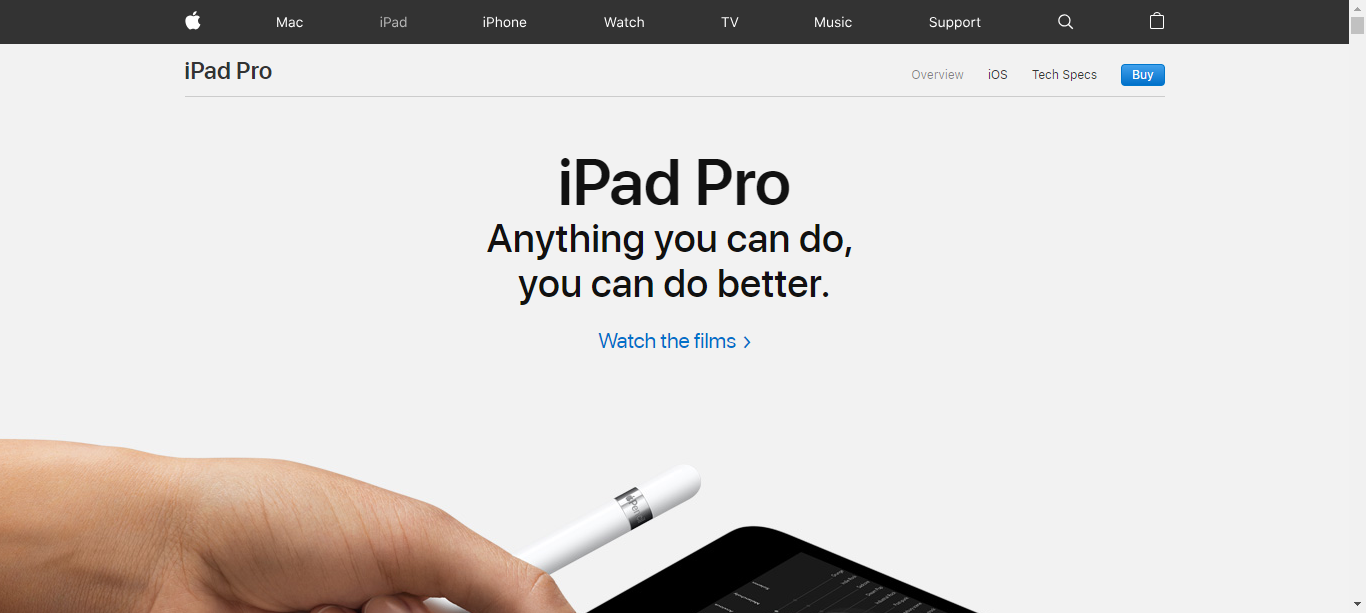 Mac iPad iPhone Watch TV Music Support
iPad Pro
Overview iOS Tech Specs Buy
iPad Pro
Anything you can do,
you can do better.
Watch the films >